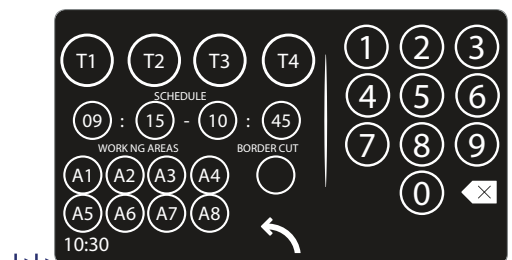 T1 T2 T3 T4
SCHEDULE
09 : 15 - 10 : 45
WORK NG AREAS BORDER CUT
A1 A2 A3 A4
A5 A6 A7 A8
10:30
1 2 3
4 5 6
7 8 9
0